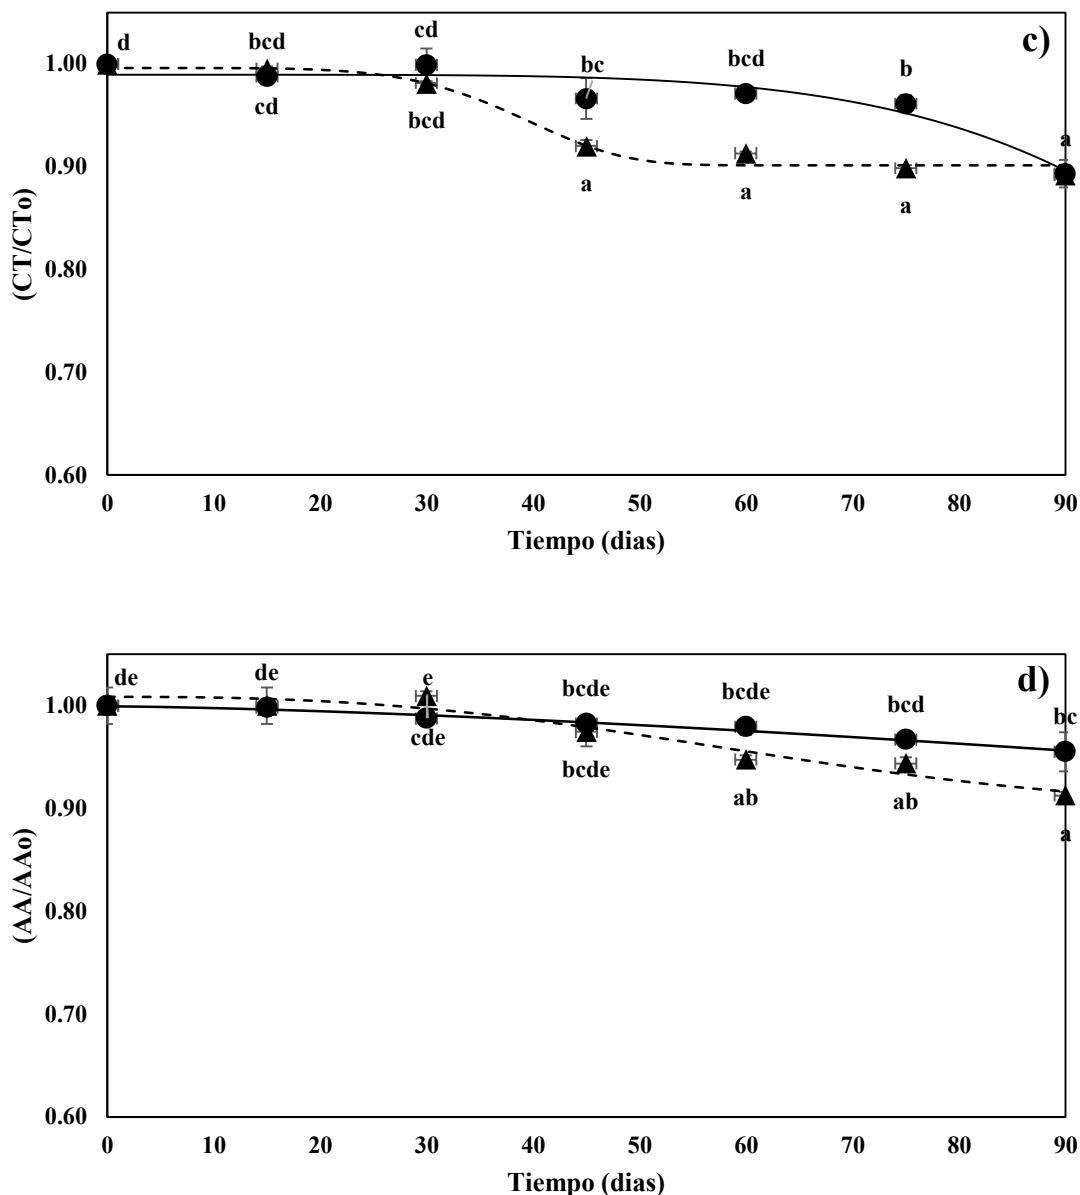 c)
d
bcd
cd
bc
bcd
b
a
cd
bcd
a
a
a
1.00
0.90
0.80
0.70
0.60
(CT/CTo)
0 10 20 30 40 50 60 70 80 90
Tiempo (dias)
d)
de
de
e
bcde
bcde
bcd
bc
cde
bcde
ab
ab
a
1.00
0.90
0.80
0.70
0.60
(AA/AAo)
0 10 20 30 40 50 60 70 80 90
Tiempo (dias)